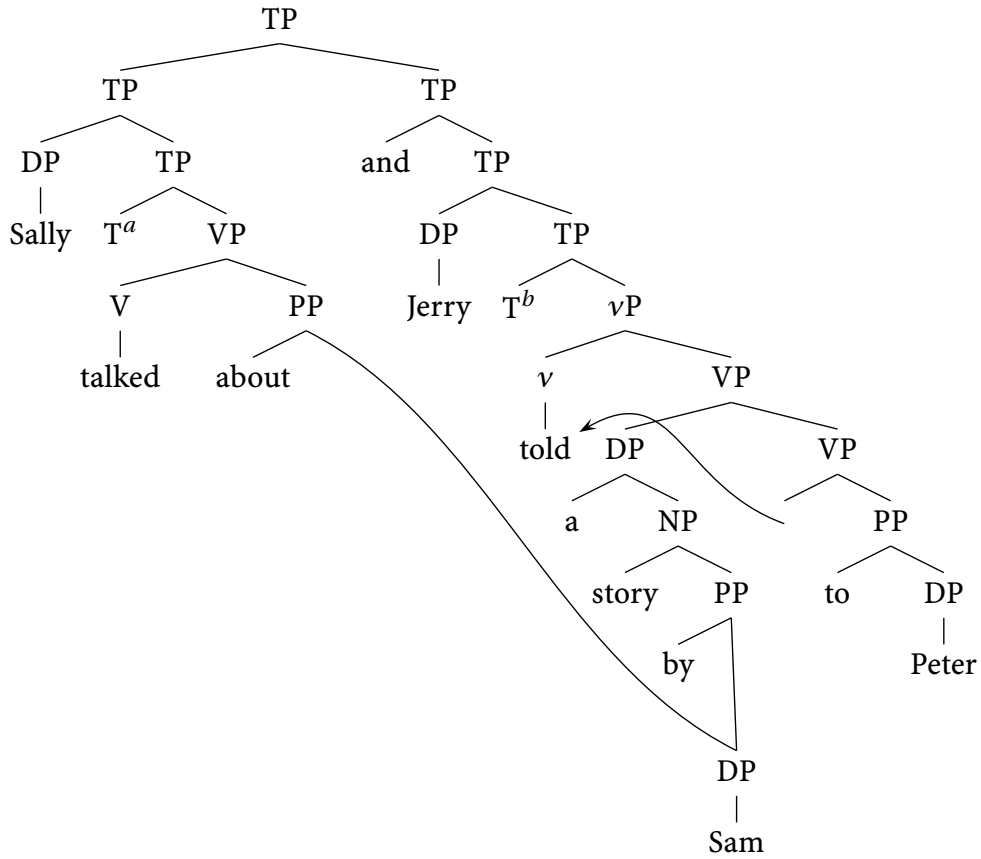 TP
TP TP
DP TP and TP
Sally Tᵃ VP DP TP
V PP Jerry Tᵇ vP
talked about v VP
told DP VP
a NP PP
story PP to DP
by Peter
DP
Sam